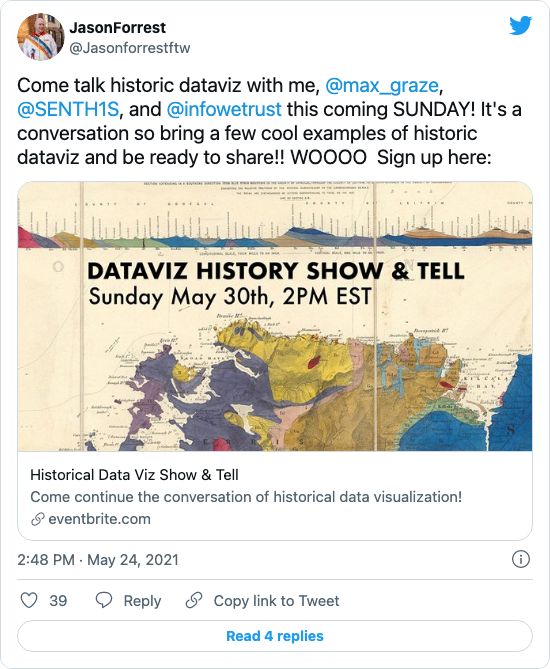 JasonForrest
@Jasonforrestftw
Come talk historic dataviz with me, @max_graze,
@SENTH1S, and @infowetrust this coming SUNDAY! It's a
conversation so bring a few cool examples of historic
dataviz and be ready to share!! WOOOO  Sign up here:
DATAVIZ HISTORY SHOW & TELL
Sunday May 30th, 2PM EST
Historical Data Viz Show & Tell
Come continue the conversation of historical data visualization!
eventbrite.com
2:48 PM · May 24, 2021
39 Reply Copy link to Tweet
Read 4 replies